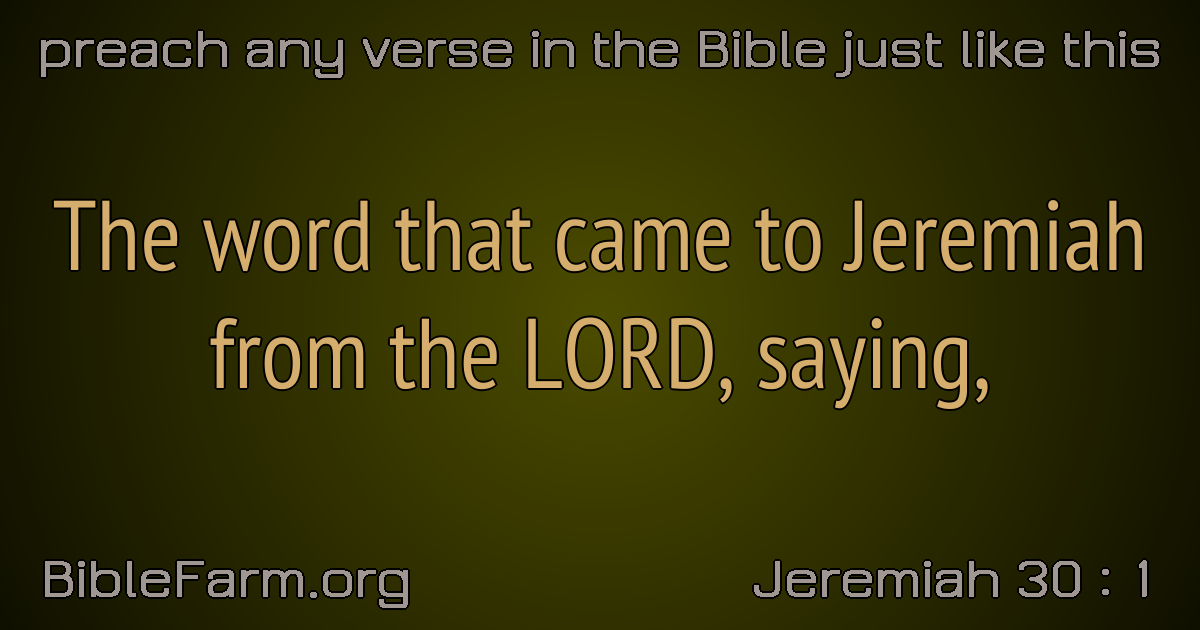 preach any verse in the Bible just like this
The word that came to Jeremiah
from the LORD, saying,
BibleFarm.org
Jeremiah 30 : 1